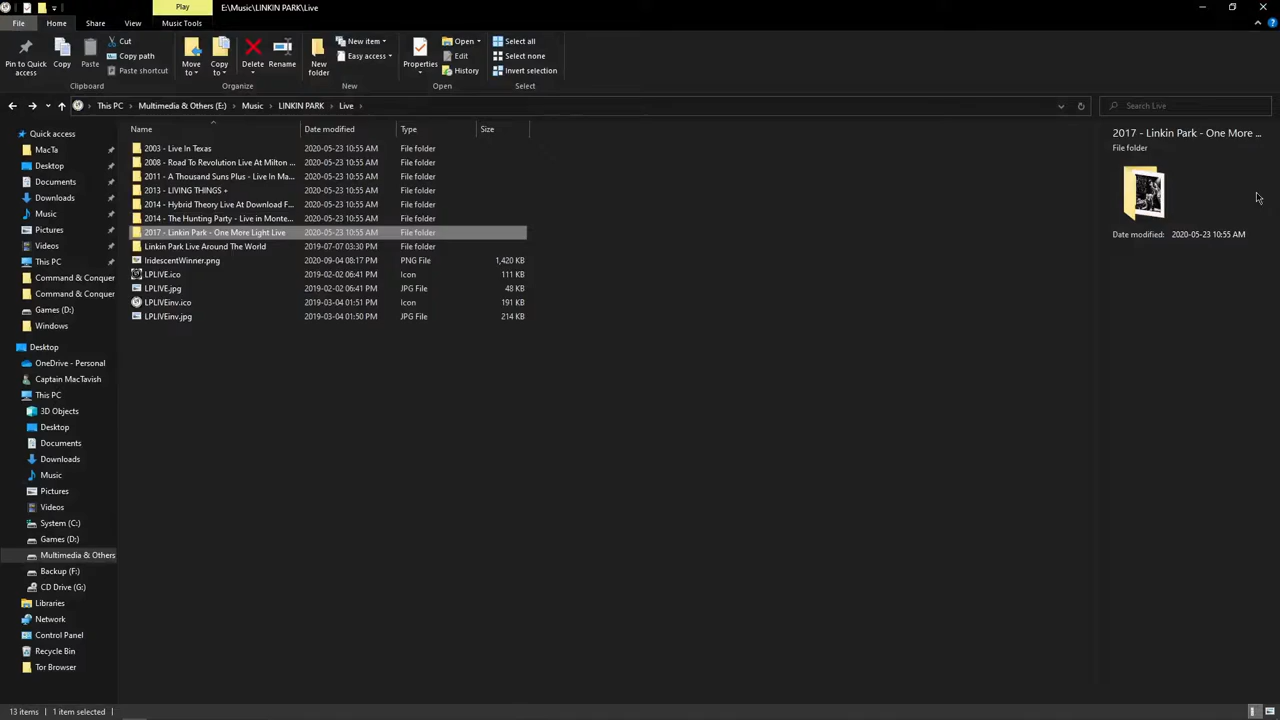 Play
E:\Music\LINKIN PARK\Live
File
Home
Share
View
Music Tools
Pin to Quick access
Copy
Paste
Cut
Copy path
Paste shortcut
Clipboard
Move to
Copy to
Delete
Rename
Organize
New folder
New item
Easy access
New
Properties
Open
Edit
History
Open
Select all
Select none
Invert selection
Select
This PC
Multimedia & Others (E:)
Music
LINKIN PARK
Live
Search Live
Name
Date modified
Type
Size
2003 - Live In Texas 2020-05-23 10:55 AM File folder
2008 - Road To Revolution Live At Milton ... 2020-05-23 10:55 AM File folder
2011 - A Thousand Suns Plus - Live In Ma... 2020-05-23 10:55 AM File folder
2013 - LIVING THINGS + 2020-05-23 10:55 AM File folder
2014 - Hybrid Theory Live At Download F... 2020-05-23 10:55 AM File folder
2014 - The Hunting Party - Live in Monte... 2020-05-23 10:55 AM File folder
2017 - Linkin Park - One More Light Live 2020-05-23 10:55 AM File folder
Linkin Park Live Around The World 2019-07-07 03:30 PM File folder
IridescentWinner.png 2020-09-04 08:17 PM PNG File 1,420 KB
LPLIVE.ico 2019-02-02 06:41 PM Icon 111 KB
LPLIVE.jpg 2019-02-02 06:41 PM JPG File 48 KB
LPLIVEinv.ico 2019-03-04 01:51 PM Icon 191 KB
LPLIVEinv.jpg 2019-03-04 01:50 PM JPG File 214 KB
Quick access
MacTa
Desktop
Documents
Downloads
Music
Pictures
Videos
This PC
Command & Conquer
Command & Conquer
Games (D:)
Windows
Desktop
OneDrive - Personal
Captain MacTavish
This PC
3D Objects
Desktop
Documents
Downloads
Music
Pictures
Videos
System (C:)
Games (D:)
Multimedia & Others
Backup (F:)
CD Drive (G:)
Libraries
Network
Control Panel
Recycle Bin
Tor Browser
2017 - Linkin Park - One More ...
File folder
Date modified: 2020-05-23 10:55 AM
13 items
1 item selected